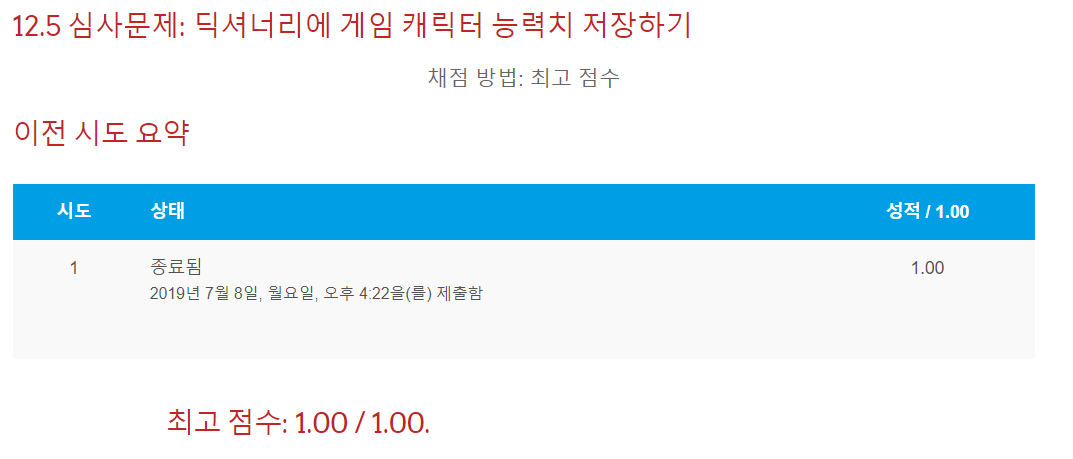 12.5 심사문제: 딕셔너리에 게임 캐릭터 능력치 저장하기
채점 방법: 최고 점수
이전 시도 요약
시도 상태 성적 / 1.00
1 종료됨 1.00
2019년 7월 8일, 월요일, 오후 4:22을(를) 제출함
최고 점수: 1.00 / 1.00.